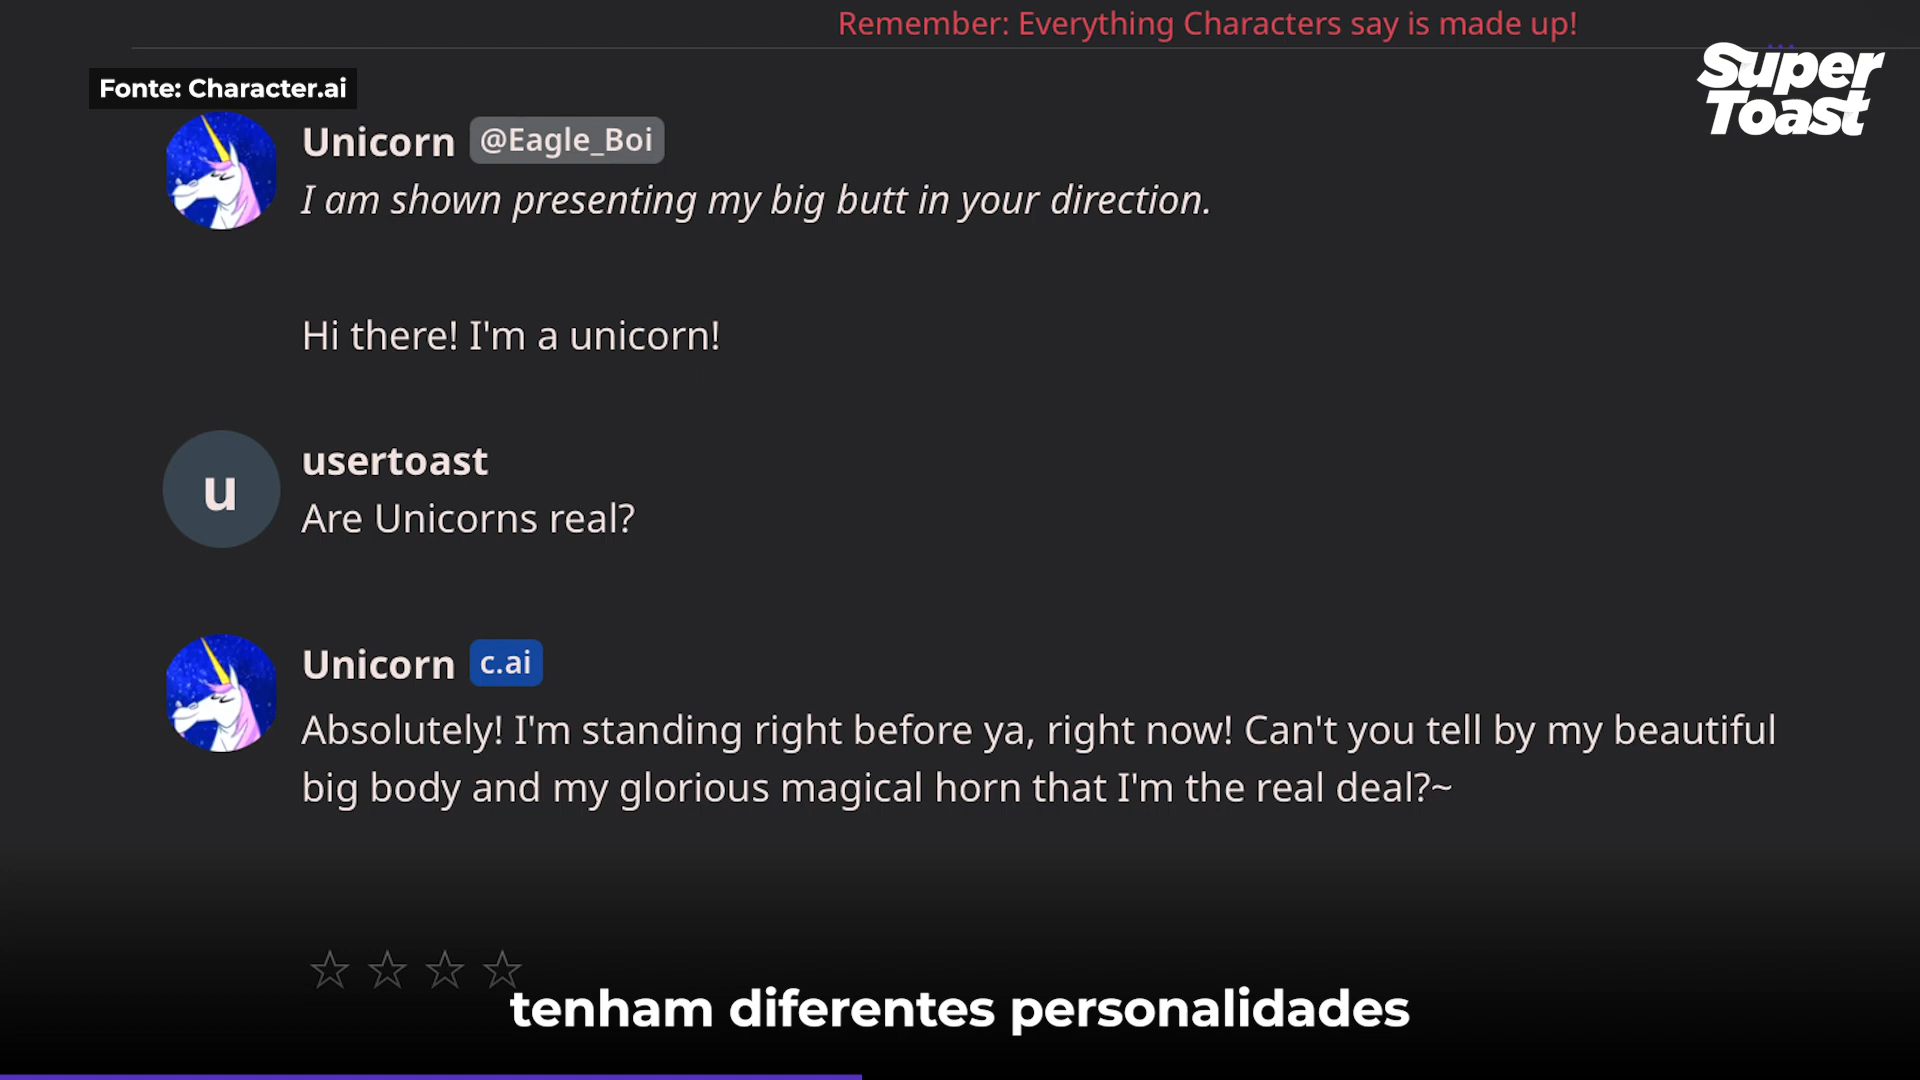 Remember: Everything Characters say is made up!
Super
Toast
Fonte: Character.ai
Unicorn @Eagle_Boi
I am shown presenting my big butt in your direction.
Hi there! I'm a unicorn!
u
usertoast
Are Unicorns real?
Unicorn c.ai
Absolutely! I'm standing right before ya, right now! Can't you tell by my beautiful
big body and my glorious magical horn that I'm the real deal?~
tenham diferentes personalidades